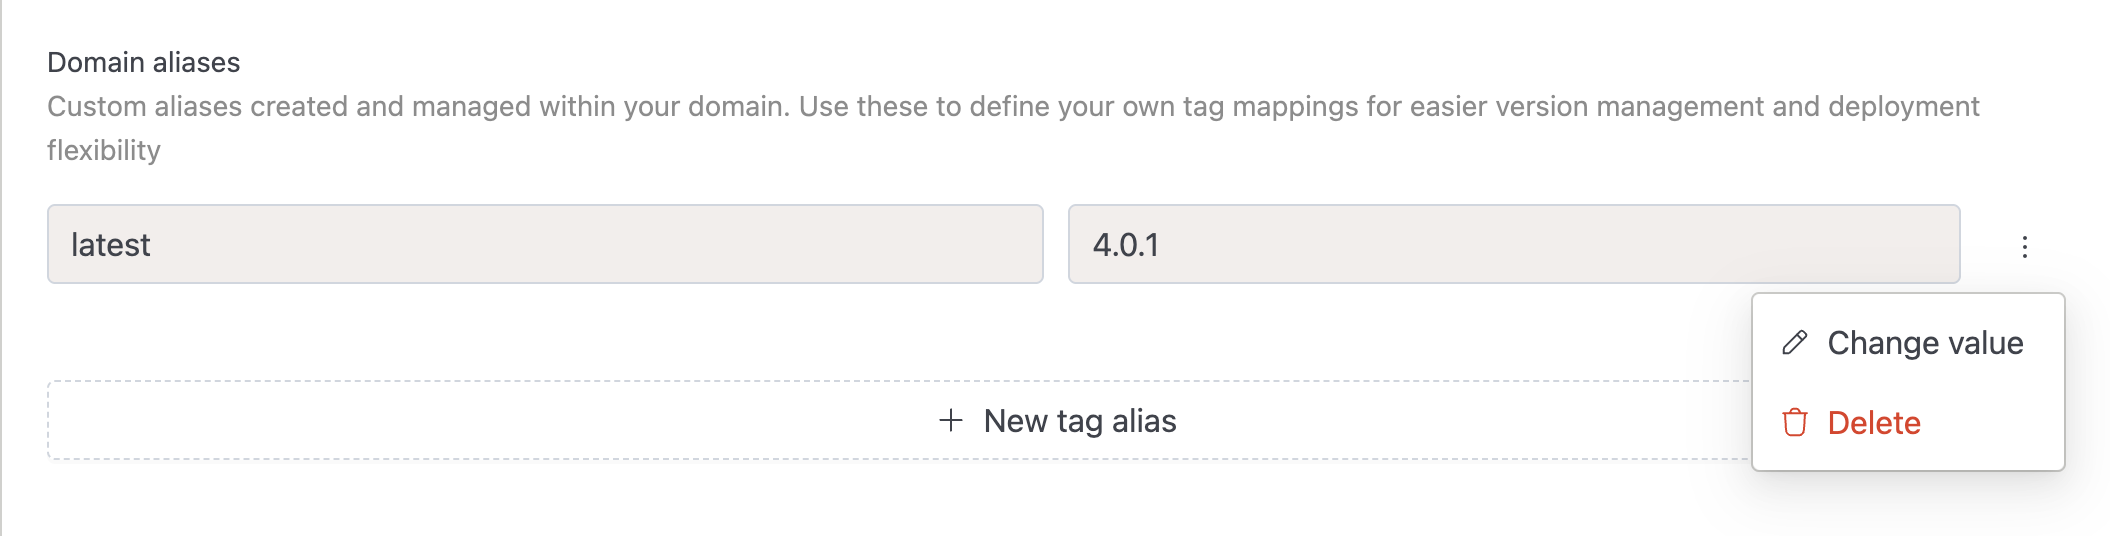 Domain aliases
Custom aliases created and managed within your domain. Use these to define your own tag mappings for easier version management and deployment
flexibility
latest
4.0.1
Change value
New tag alias
Delete